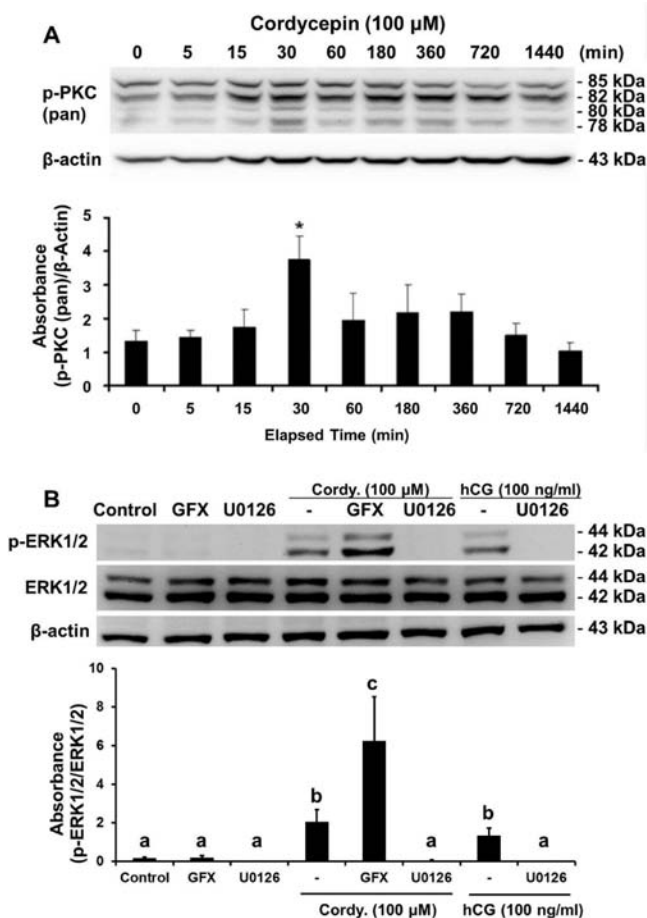 A
Cordycepin (100 µM)
0 5 15 30 60 180 360 720 1440 (min)
p-PKC (pan)
- 85 kDa
- 82 kDa
- 80 kDa
- 78 kDa
β-actin - 43 kDa
Absorbance
(p-PKC (pan)/β-Actin)
5
4
3
2
1
0
*
0 5 15 30 60 180 360 720 1440
Elapsed Time (min)
B
Cordy. (100 µM) hCG (100 ng/ml)
Control GFX U0126 - GFX U0126 - U0126
p-ERK1/2
- 44 kDa
- 42 kDa
ERK1/2
- 44 kDa
- 42 kDa
β-actin - 43 kDa
Absorbance
(p-ERK1/2/ERK1/2)
10
8
6
4
2
0
a a a b c a b a
Control GFX U0126 - GFX U0126 - U0126
Cordy. (100 µM) hCG (100 ng/ml)